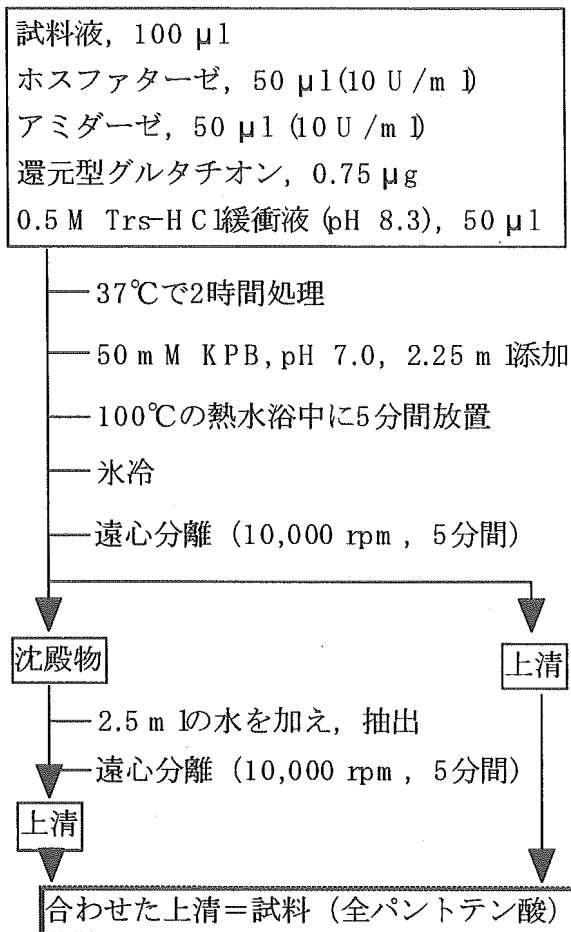 試料液, 100 μl
ホスファターゼ, 50 μl (10 U/ml)
アミダーゼ, 50 μl (10 U/ml)
還元型グルタチオン, 0.75 μg
0.5 M Trs-HCl緩衝液 (pH 8.3), 50 μl
37℃で2時間処理
50 mM KPB, pH 7.0, 2.25 ml添加
100℃の熱水浴中に5分間放置
氷冷
遠心分離 (10,000 rpm, 5分間)
沈殿物
上清
2.5 mlの水を加え, 抽出
遠心分離 (10,000 rpm, 5分間)
上清
合わせた上清=試料 (全パントテン酸)